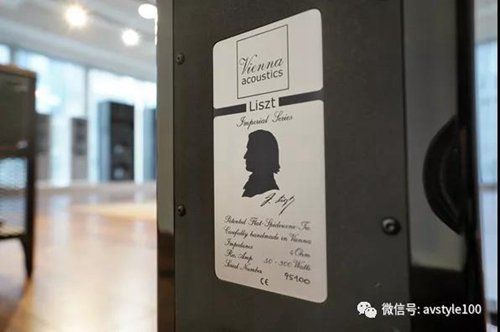 Vienna
acoustics
Liszt
Imperial Series
F. Liszt
Patented Flat-Spidercone-Tm.
Carefully handmade in Vienna
Impedance 4 Ohm
Rec. Amp. 50 - 300 Watts
Serial Number 95100
CE
微信号: avstyle100